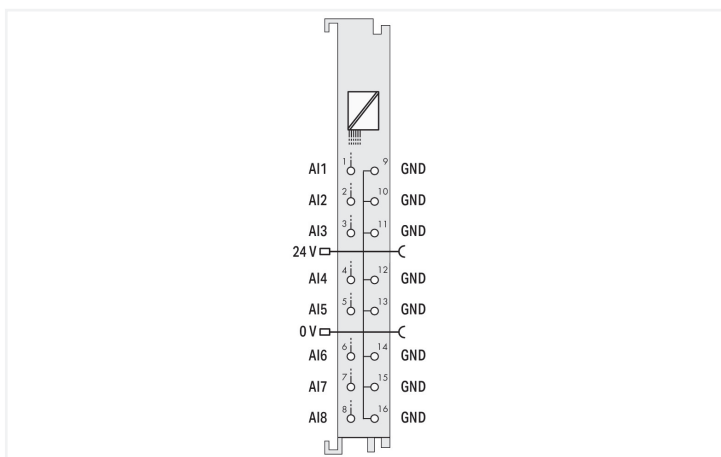 AI1 1 9 GND
AI2 2 10 GND
AI3 3 11 GND
24 V
AI4 4 12 GND
AI5 5 13 GND
0 V
AI6 6 14 GND
AI7 7 15 GND
AI8 8 16 GND